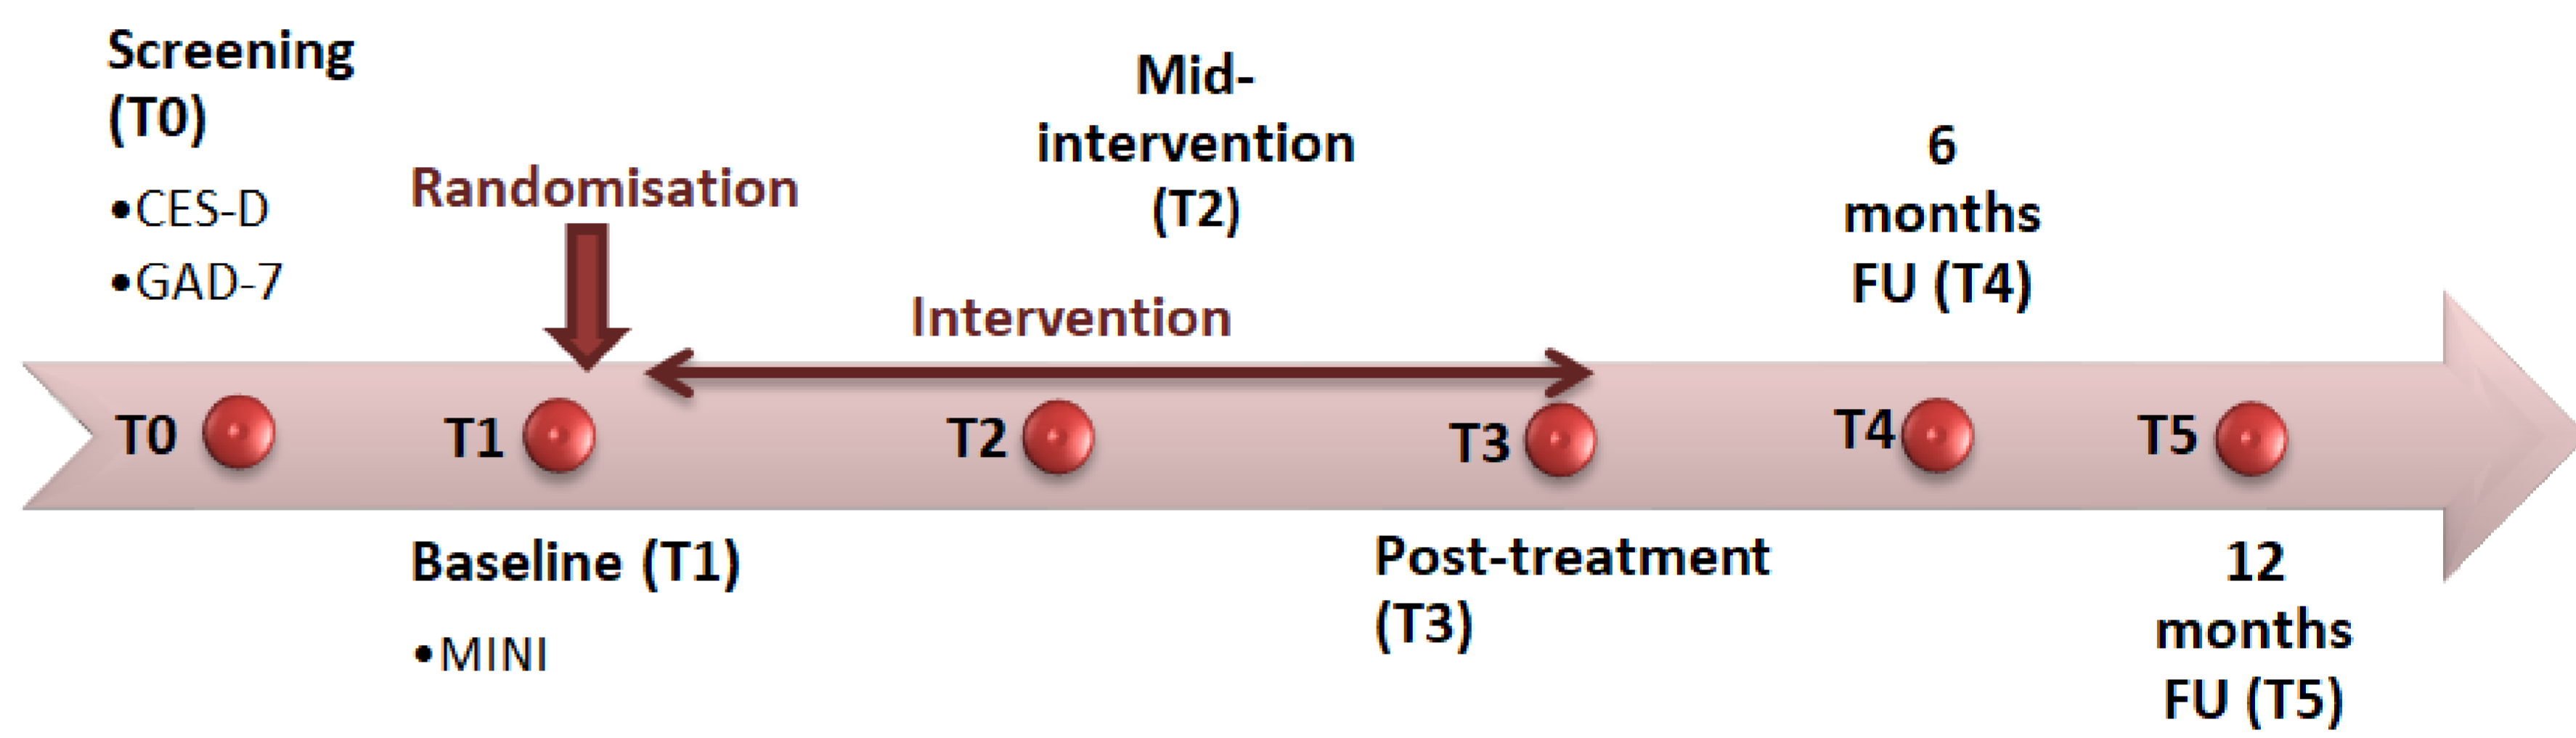 Screening
(T0)
•CES-D
•GAD-7
Randomisation
Mid-
intervention
(T2)
Intervention
6
months
FU (T4)
T0
T1
T2
T3
T4
T5
Baseline (T1)
•MINI
Post-treatment
(T3)
12
months
FU (T5)